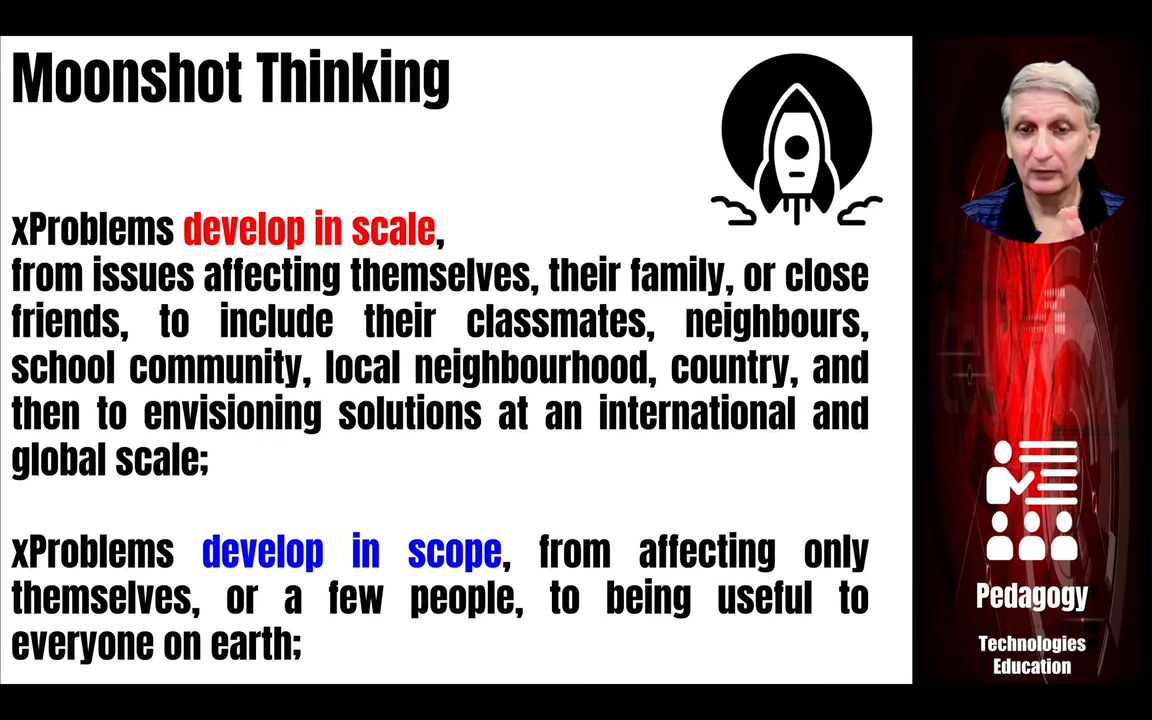 Moonshot Thinking
xProblems develop in scale,
from issues affecting themselves, their family, or close
friends, to include their classmates, neighbours,
school community, local neighbourhood, country, and
then to envisioning solutions at an international and
global scale;
xProblems develop in scope, from affecting only
themselves, or a few people, to being useful to
everyone on earth;
Pedagogy
Technologies
Education